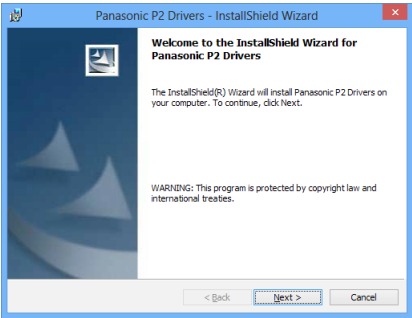 Panasonic P2 Drivers - InstallShield Wizard
Welcome to the InstallShield Wizard for
Panasonic P2 Drivers
The InstallShield(R) Wizard will install Panasonic P2 Drivers on
your computer. To continue, click Next.
WARNING: This program is protected by copyright law and
international treaties.
< Back Next > Cancel